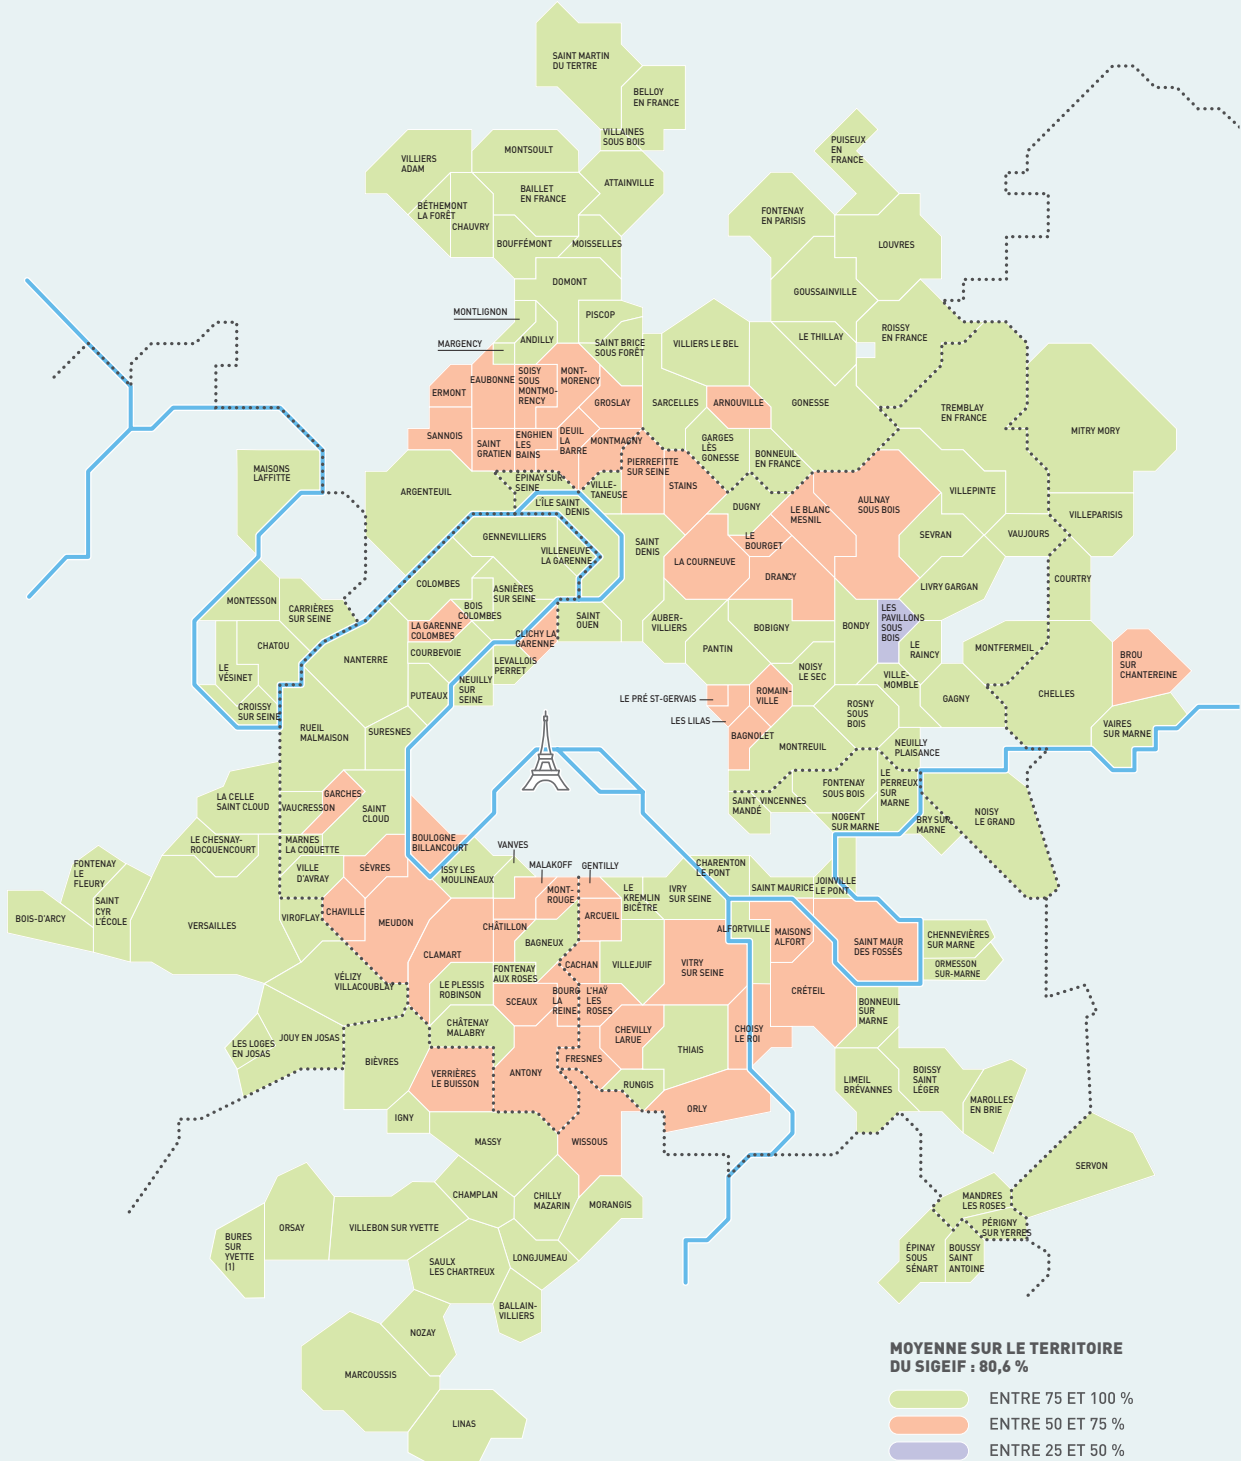 SAINT MARTIN
DU TERTRE
BELLOY
EN FRANCE
VILLAINES
SOUS BOIS
VILLIERS
ADAM
MONTSOULT
ATTAINVILLE
BAILLET
EN FRANCE
BÉTHEMONT
LA FORÊT
CHAUVRY
BOUFFÉMONT
MOISSELLES
PUISEUX
EN
FRANCE
FONTENAY
EN PARISIS
LOUVRES
DOMONT
GOUSSAINVILLE
MONTLIGNON
PISCOP
MARGENCY
ANDILLY
SAINT BRICE
SOUS FORÊT
VILLIERS LE BEL
LE THILLAY
ROISSY
EN FRANCE
ERMONT
EAUBONNE
SOISY
SOUS
MONTMO-
RENCY
MONT-
MORENCY
GROSLAY
SARCELLES
ARNOUVILLE
GONESSE
TREMBLAY
EN FRANCE
MITRY MORY
SANNOIS
SAINT
GRATIEN
ENGHIEN
LES
BAINS
DEUIL
LA
BARRE
MONTMAGNY
GARGES
LÈS
GONESSE
BONNEUIL
EN FRANCE
PIERREFITTE
SUR SEINE
STAINS
MAISONS
LAFFITTE
ARGENTEUIL
ÉPINAY SUR
SEINE
VILLE-
TANEUSE
L'ÎLE SAINT
DENIS
DUGNY
LE BLANC
MESNIL
AULNAY
SOUS BOIS
VILLEPINTE
VILLEPARISIS
GENNEVILLIERS
VILLENEUVE
LA GARENNE
SAINT
DENIS
LE
BOURGET
SEVRAN
VAUJOURS
LA COURNEUVE
DRANCY
COURTRY
COLOMBES
ASNIÈRES
SUR SEINE
LIVRY GARGAN
MONTESSON
CARRIÈRES
SUR SEINE
BOIS
COLOMBES
LA GARENNE
COLOMBES
CLICHY LA
GARENNE
SAINT
OUEN
AUBER-
VILLIERS
BOBIGNY
BONDY
LES
PAVILLONS
SOUS
BOIS
CHATOU
NANTERRE
COURBEVOIE
LEVALLOIS
PERRET
PANTIN
LE
RAINCY
MONTFERMEIL
BROU
SUR
CHANTEREINE
LE
VÉSINET
PUTEAUX
NEUILLY
SUR
SEINE
NOISY
LE SEC
VILLE-
MOMBLE
CROISSY
SUR SEINE
LE PRÉ ST-GERVAIS
ROMAIN-
VILLE
GAGNY
CHELLES
ROSNY
SOUS
BOIS
LES LILAS
RUEIL
MALMAISON
SURESNES
BAGNOLET
MONTREUIL
NEUILLY
PLAISANCE
VAIRES
SUR MARNE
LA CELLE
SAINT CLOUD
VAUCRESSON
GARCHES
SAINT
CLOUD
SAINT
MANDÉ
VINCENNES
FONTENAY
SOUS BOIS
LE
PERREUX
SUR
MARNE
NOGENT
SUR MARNE
BRY SUR
MARNE
NOISY
LE GRAND
LE CHESNAY-
ROCQUENCOURT
MARNES
LA COQUETTE
BOULOGNE
BILLANCOURT
VANVES
FONTENAY
LE
FLEURY
VILLE
D'AVRAY
SÈVRES
ISSY LES
MOULINEAUX
MALAKOFF
GENTILLY
CHARENTON
LE PONT
SAINT MAURICE
JOINVILLE
LE PONT
BOIS-D'ARCY
SAINT
CYR
L'ÉCOLE
VERSAILLES
VIROFLAY
CHAVILLE
MEUDON
CHÂTILLON
MONT-
ROUGE
ARCUEIL
LE
KREMLIN
BICÊTRE
IVRY
SUR SEINE
ALFORTVILLE
MAISONS
ALFORT
SAINT MAUR
DES FOSSÉS
CHENNEVIÈRES
SUR MARNE
CLAMART
BAGNEUX
ORMESSON
SUR-MARNE
VÉLIZY
VILLACOUBLAY
FONTENAY
AUX ROSES
CACHAN
VILLEJUIF
VITRY
SUR SEINE
LE PLESSIS
ROBINSON
SCEAUX
BOURG
LA
REINE
L'HAŸ
LES
ROSES
CRÉTEIL
BONNEUIL
SUR
MARNE
CHÂTENAY
MALABRY
CHEVILLY
LARUE
CHOISY
LE ROI
LES LOGES
EN JOSAS
JOUY EN JOSAS
BIÈVRES
THIAIS
VERRIÈRES
LE BUISSON
ANTONY
FRESNES
RUNGIS
LIMEIL
BRÉVANNES
BOISSY
SAINT
LÉGER
MAROLLES
EN BRIE
ORLY
IGNY
MASSY
WISSOUS
SERVON
CHAMPLAN
CHILLY
MAZARIN
MORANGIS
MANDRES
LES ROSES
ORSAY
VILLEBON SUR YVETTE
PÉRIGNY
SUR YERRES
BURES
SUR
YVETTE
(1)
SAULX
LES CHARTREUX
LONGJUMEAU
ÉPINAY
SOUS
SÉNART
BOUSSY
SAINT
ANTOINE
BALLAIN-
VILLIERS
NOZAY
MARCOUSSIS
LINAS
MOYENNE SUR LE TERRITOIRE
DU SIGEIF : 80,6 %
ENTRE 75 ET 100 %
ENTRE 50 ET 75 %
ENTRE 25 ET 50 %